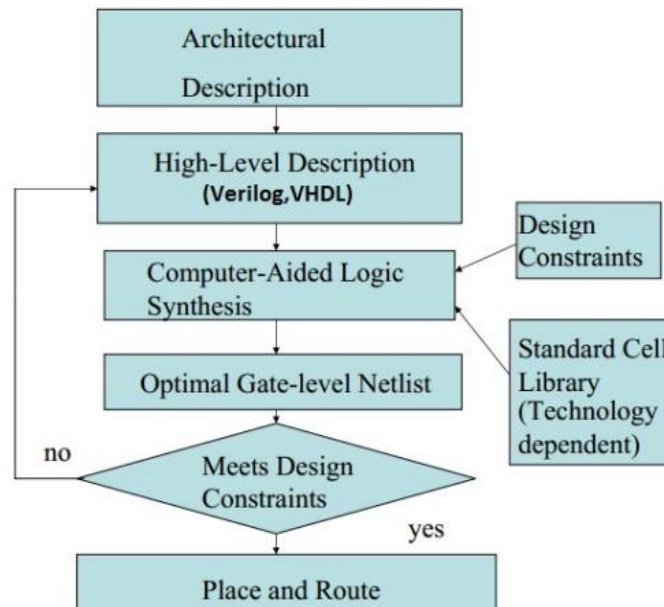 Architectural
Description
High-Level Description
(Verilog,VHDL)
Design
Constraints
Computer-Aided Logic
Synthesis
Standard Cell
Library
(Technology
dependent)
Optimal Gate-level Netlist
no
Meets Design
Constraints
yes
Place and Route